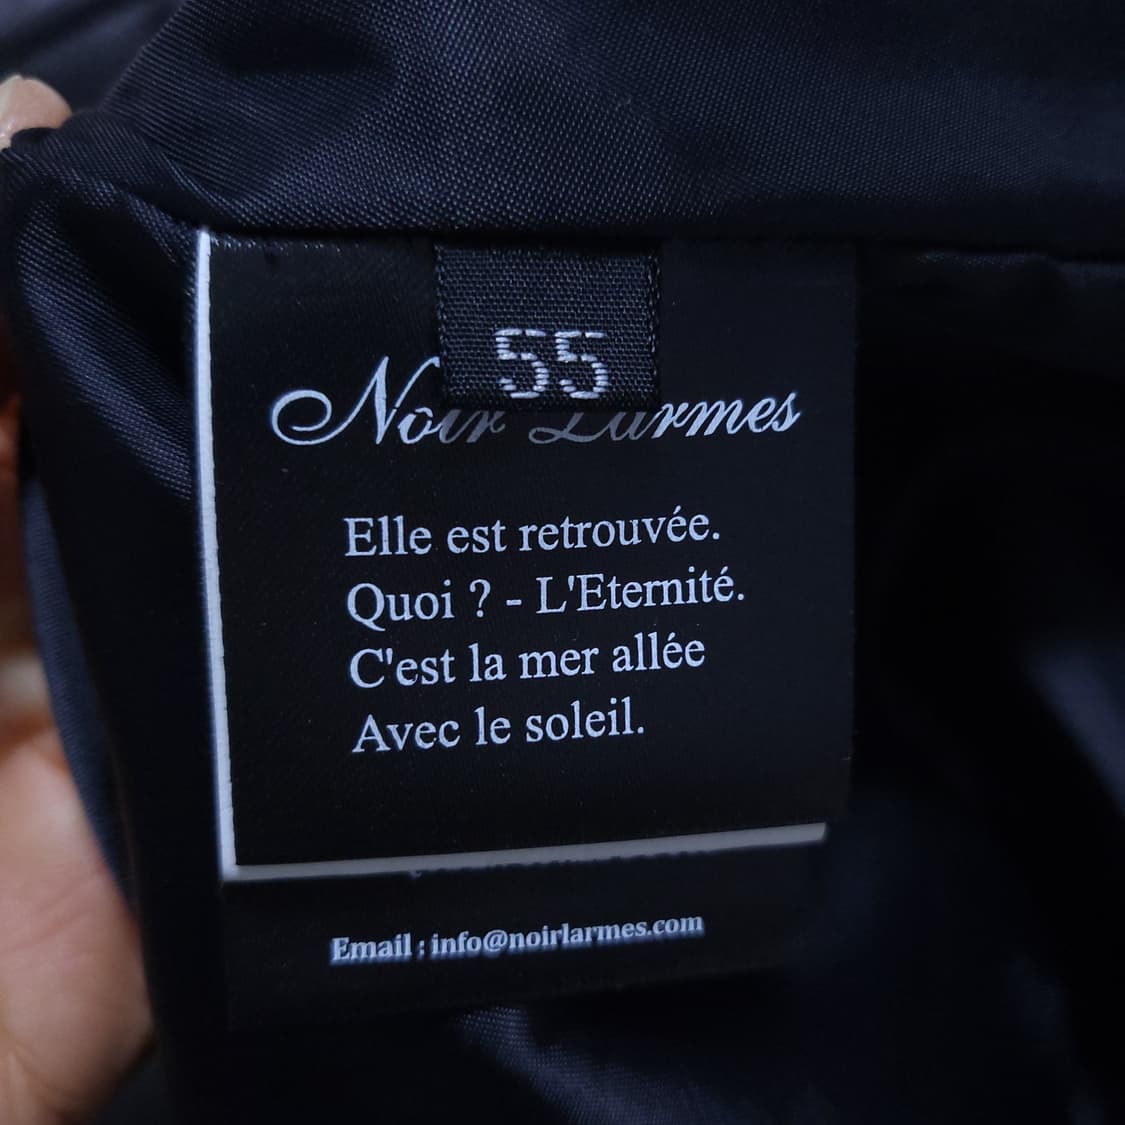 55
Noir Larmes
Elle est retrouvée.
Quoi ? - L'Eternité.
C'est la mer allée
Avec le soleil.
Email : info@noirlarmes.com